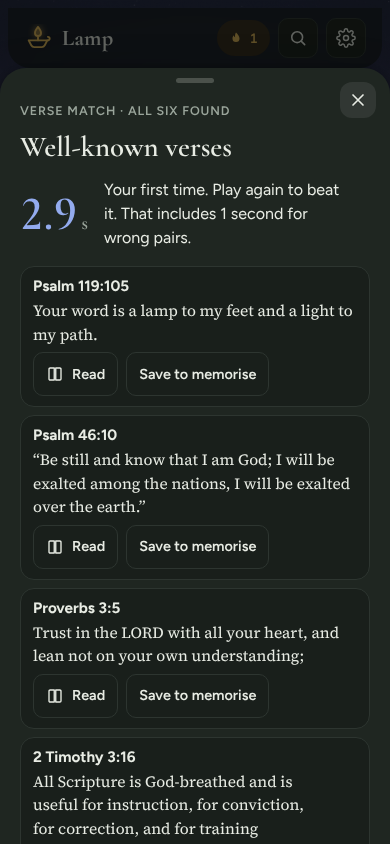 Lamp
1
VERSE MATCH · ALL SIX FOUND
Well-known verses
2.9 s
Your first time. Play again to beat
it. That includes 1 second for
wrong pairs.
Psalm 119:105
Your word is a lamp to my feet and a light to
my path.
Read
Save to memorise
Psalm 46:10
“Be still and know that I am God; I will be
exalted among the nations, I will be exalted
over the earth.”
Read
Save to memorise
Proverbs 3:5
Trust in the LORD with all your heart, and
lean not on your own understanding;
Read
Save to memorise
2 Timothy 3:16
All Scripture is God-breathed and is
useful for instruction, for conviction,
for correction, and for training